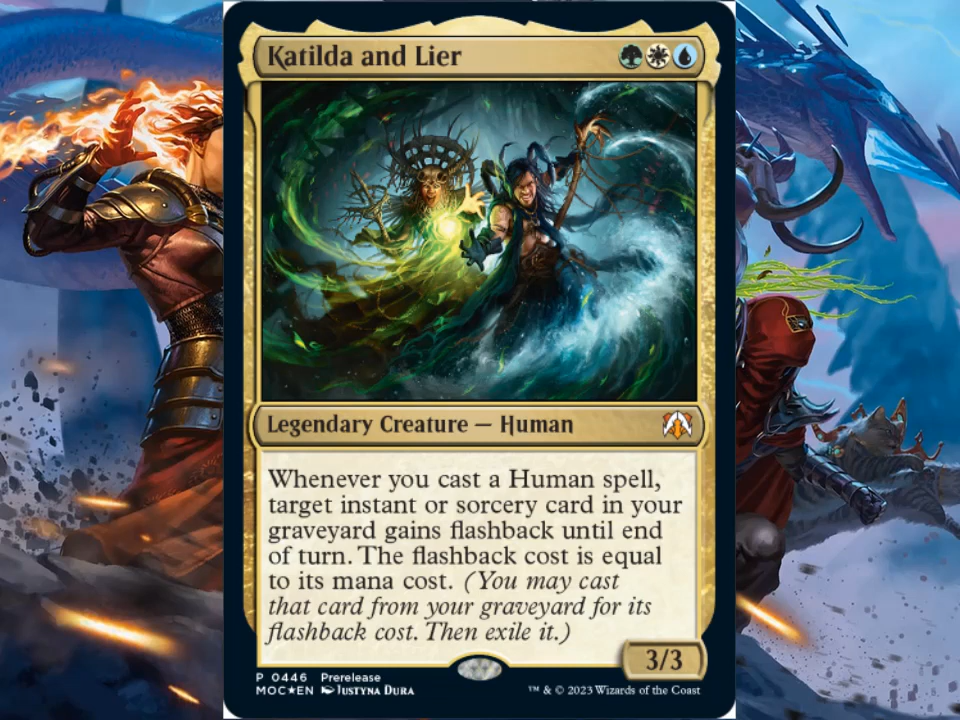 Katilda and Lier
Legendary Creature — Human
Whenever you cast a Human spell,
target instant or sorcery card in your
graveyard gains flashback until end
of turn. The flashback cost is equal
to its mana cost. (You may cast
that card from your graveyard for its
flashback cost. Then exile it.)
3/3
P 0446 Prerelease
MOC★EN Justyna Dura
™ & © 2023 Wizards of the Coast